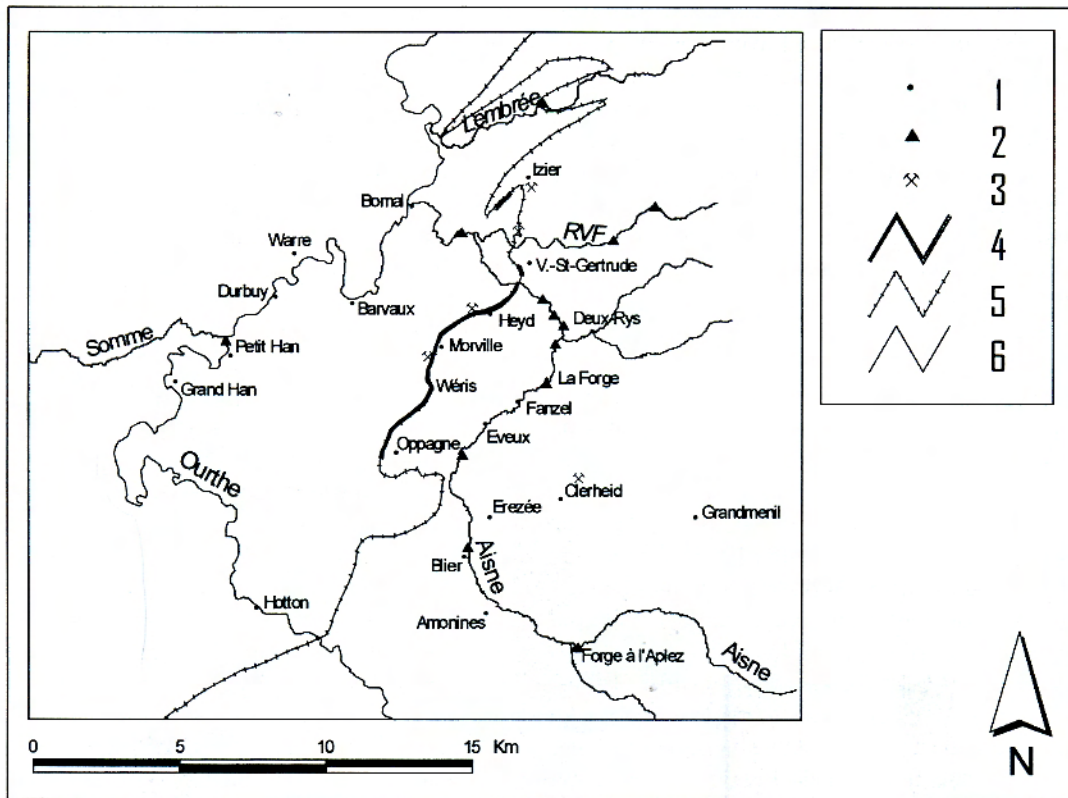 Lembrée
Izier
Bomal
RVF
Warre
V.-St-Gertrude
Durbuy
Barvaux
Heyd
Deux-Rys
Somme
Petit Han
Morville
La Forge
Grand Han
Wéris
Fanzel
Eveux
Oppagne
Ourthe
Clerheid
Erezée
Grandmenil
Aisne
Blier
Hotton
Amonines
Forge à l'Aplez
Aisne
1
2
3
4
5
6
0 5 10 15 Km
N